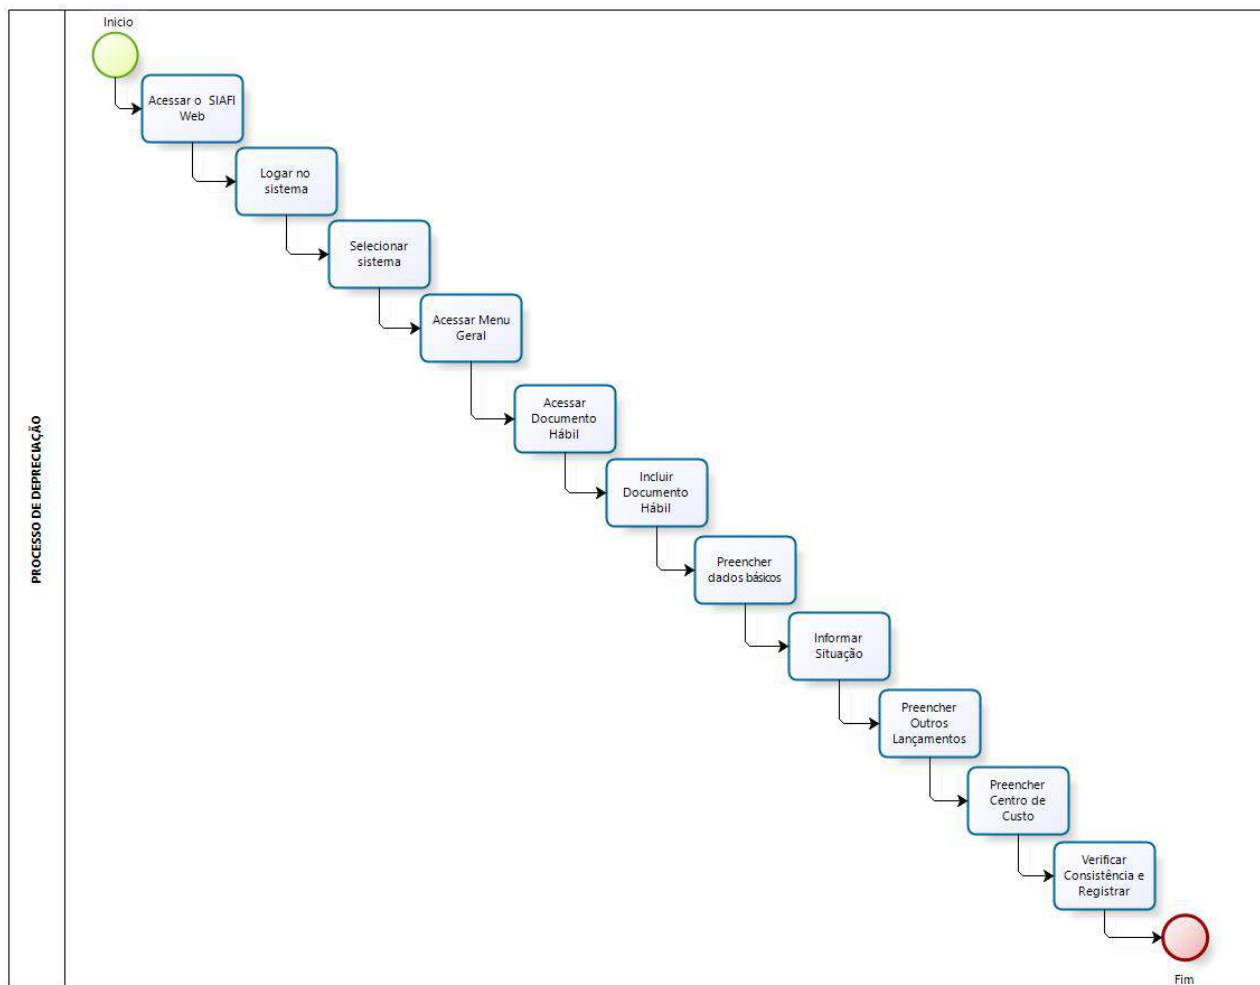 Inicio
Acessar o SIAFI
Web
Logar no
sistema
Selecionar
sistema
Acessar Menu
Geral
Acessar
Documento
Hábil
Incluir
Documento
Hábil
Preencher
dados básicos
Informar
Situação
Preencher
Outros
Lançamentos
Preencher
Centro de
Custo
Verificar
Consistência e
Registrar
Fim
PROCESSO DE DEPRECIAÇÃO